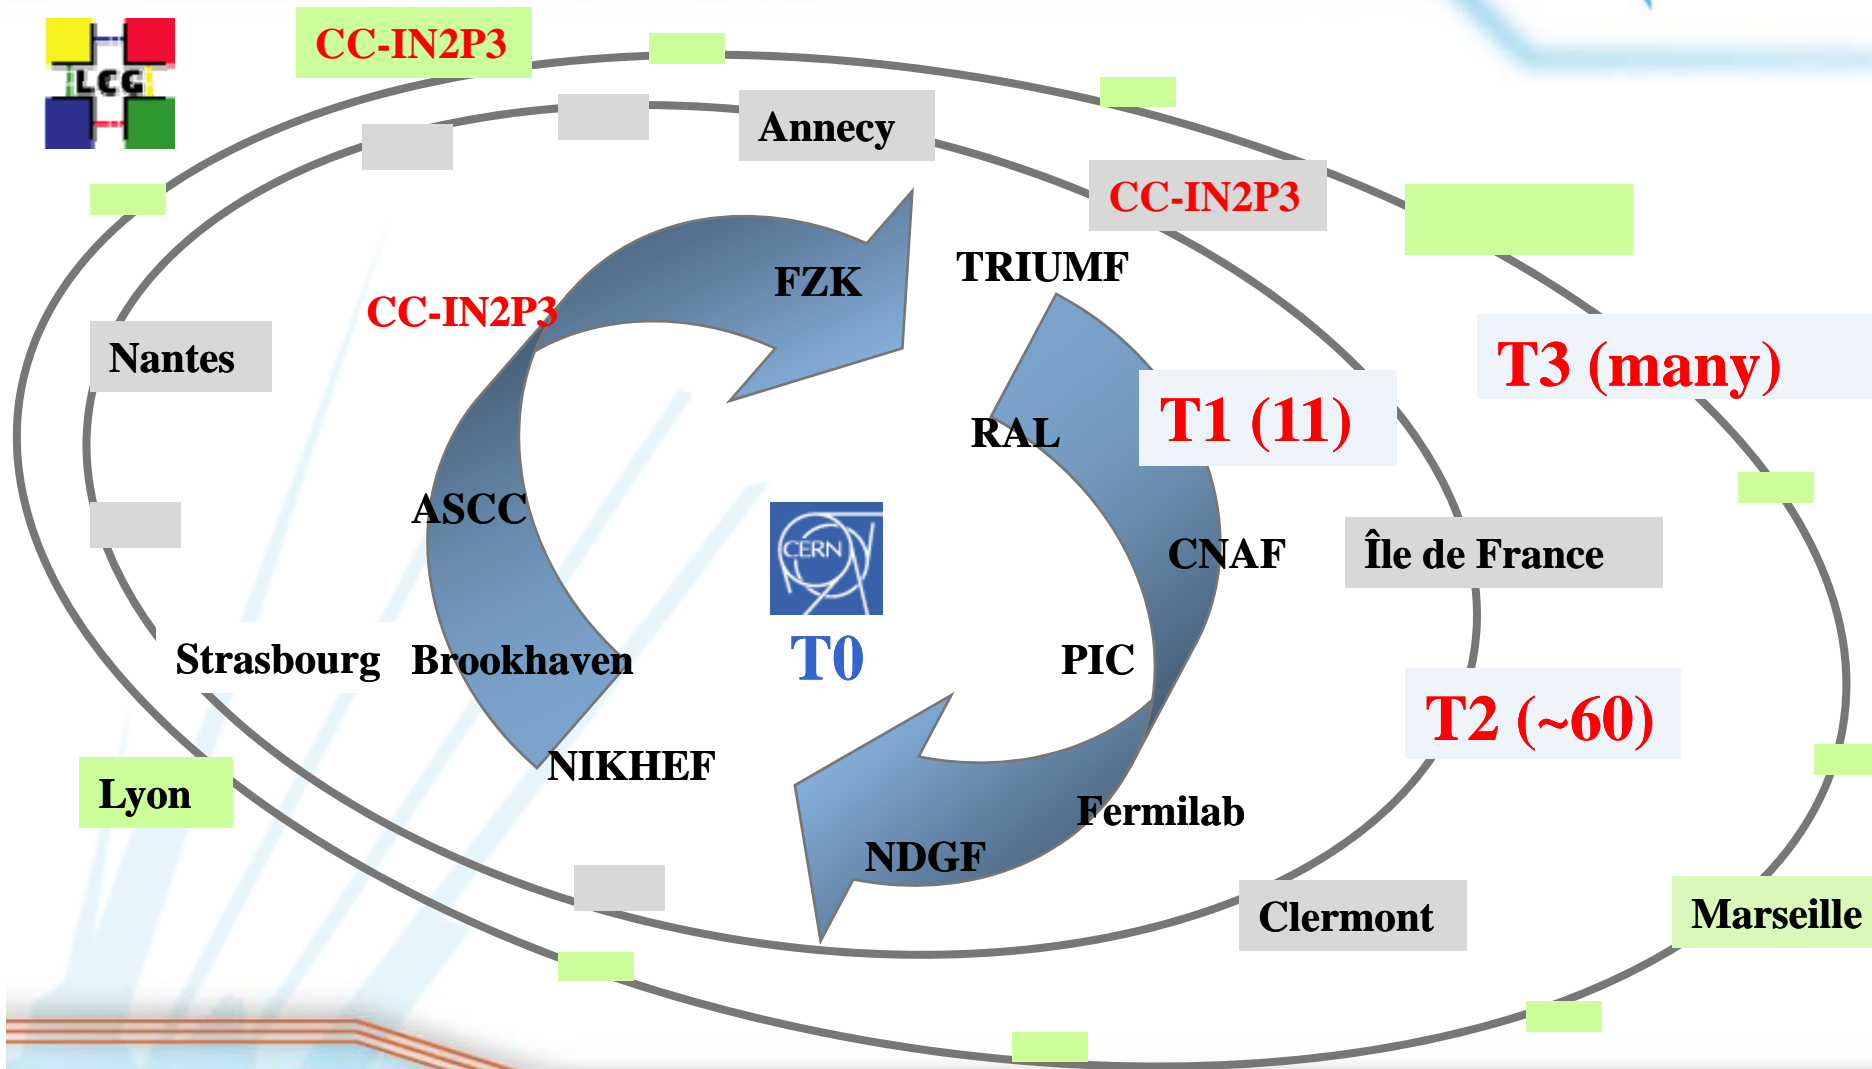 CC-IN2P3
LCG
Annecy
CC-IN2P3
TRIUMF
FZK
CC-IN2P3
Nantes
T3 (many)
T1 (11)
RAL
ASCC
CERN
CNAF
Île de France
Strasbourg
Brookhaven
T0
PIC
T2 (~60)
NIKHEF
Lyon
Fermilab
NDGF
Clermont
Marseille